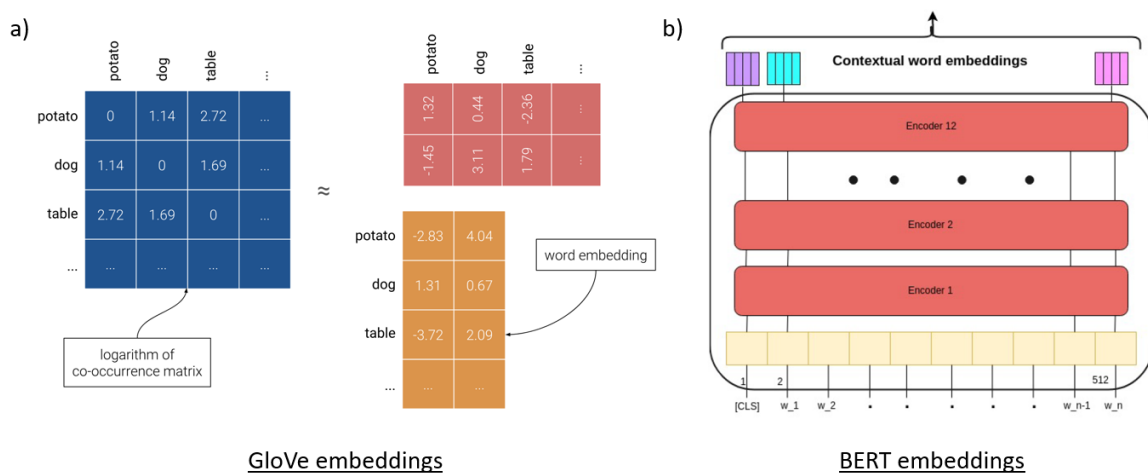 a)
potato dog table ...
potato 0 1.14 2.72 ...
dog 1.14 0 1.69 ...
table 2.72 1.69 0 ...
... ... ... ... ...
logarithm of
co-occurrence matrix
≈
potato dog table ...
1.32 0.44 -2.36 ...
-1.45 3.11 1.79 ...
potato -2.83 4.04
dog 1.31 0.67
table -3.72 2.09
... ... ...
word embedding
GloVe embeddings
b)
Contextual word embeddings
Encoder 12
Encoder 2
Encoder 1
1 2 512
[CLS] w_1 w_2 w_n-1 w_n
BERT embeddings